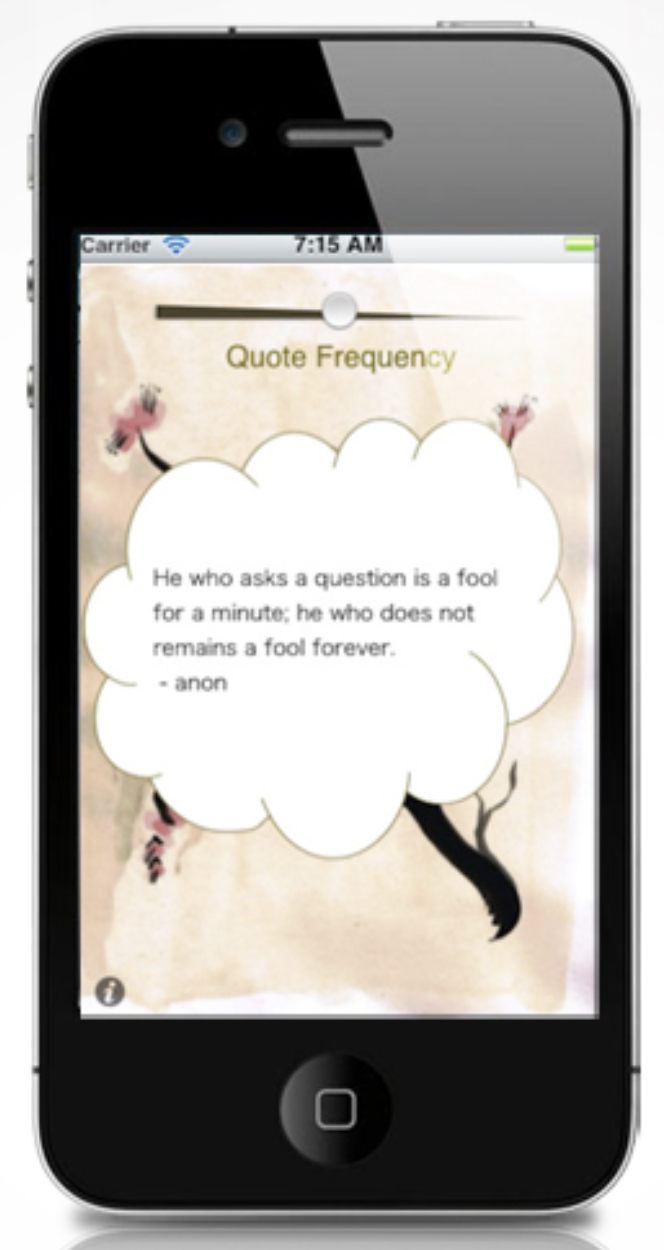 Carrier 7:15 AM
Quote Frequency
He who asks a question is a fool
for a minute; he who does not
remains a fool forever.
- anon
i